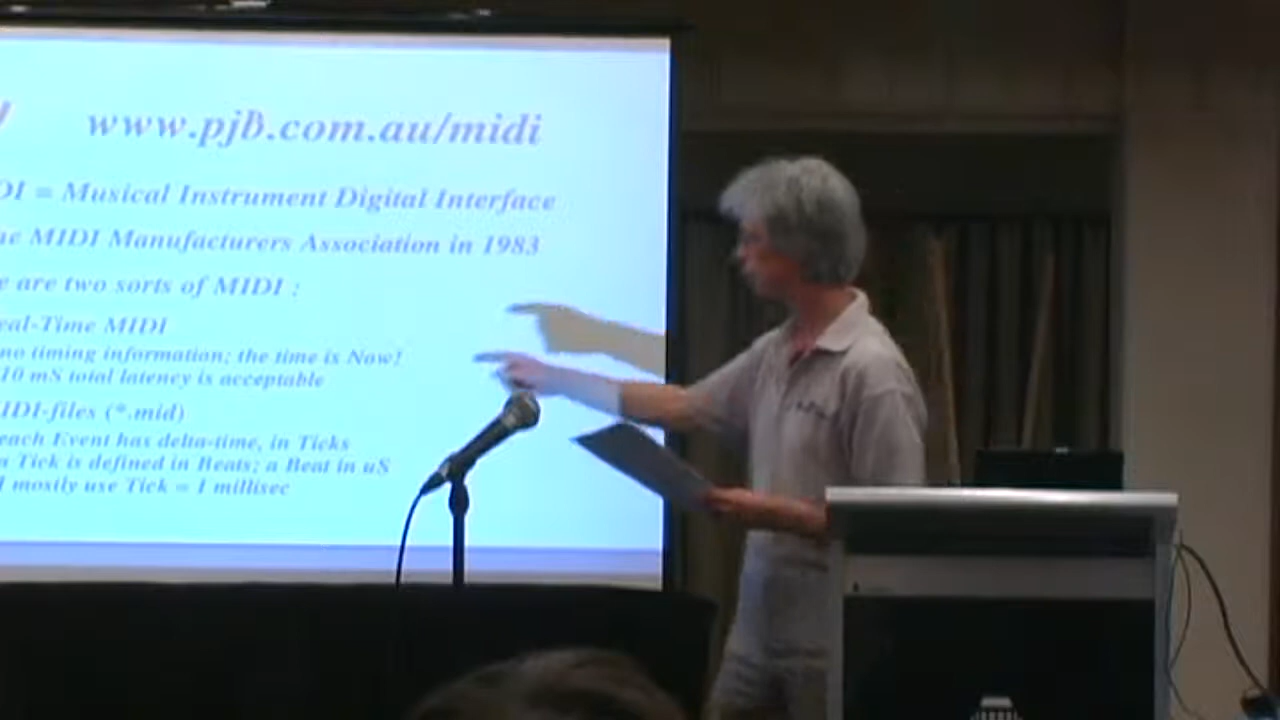 www.pjb.com.au/midi
DI = Musical Instrument Digital Interface
he MIDI Manufacturers Association in 1983
e are two sorts of MIDI :
eal-Time MIDI
no timing information; the time is Now!
10 mS total latency is acceptable
IDI-files (*.mid)
each Event has delta-time, in Ticks
a Tick is defined in Beats; a Beat in uS
I mostly use Tick = 1 millisec